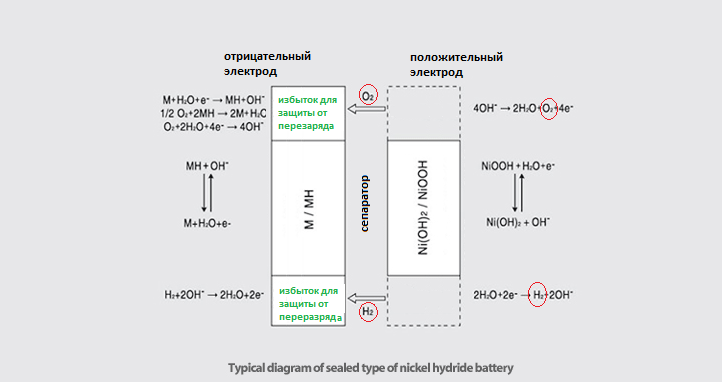 отрицательный
электрод
положительный
электрод
M+H₂O+e⁻ → MH+OH⁻
1/2 O₂+2MH → 2M+H₂O
O₂+2H₂O+4e⁻ → 4OH⁻
избыток для
защиты от
перезаряда
O₂
4OH⁻ → 2H₂O+O₂+4e⁻
MH + OH⁻
M+H₂O+e-
M / MH
сепаратор
Ni(OH)₂ / NiOOH
NiOOH + H₂O+e⁻
Ni(OH)₂ + OH⁻
H₂+2OH⁻ → 2H₂O+2e⁻
избыток для
защиты от
переразряда
H₂
2H₂O+2e⁻ → H₂+2OH⁻
Typical diagram of sealed type of nickel hydride battery